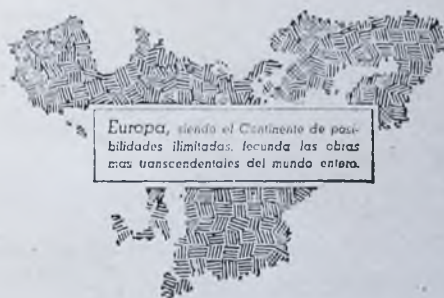 Europa, siendo el Continente de posi-
bilidades ilimitadas, fecunda las obras
mas transcendentales del mundo entero.